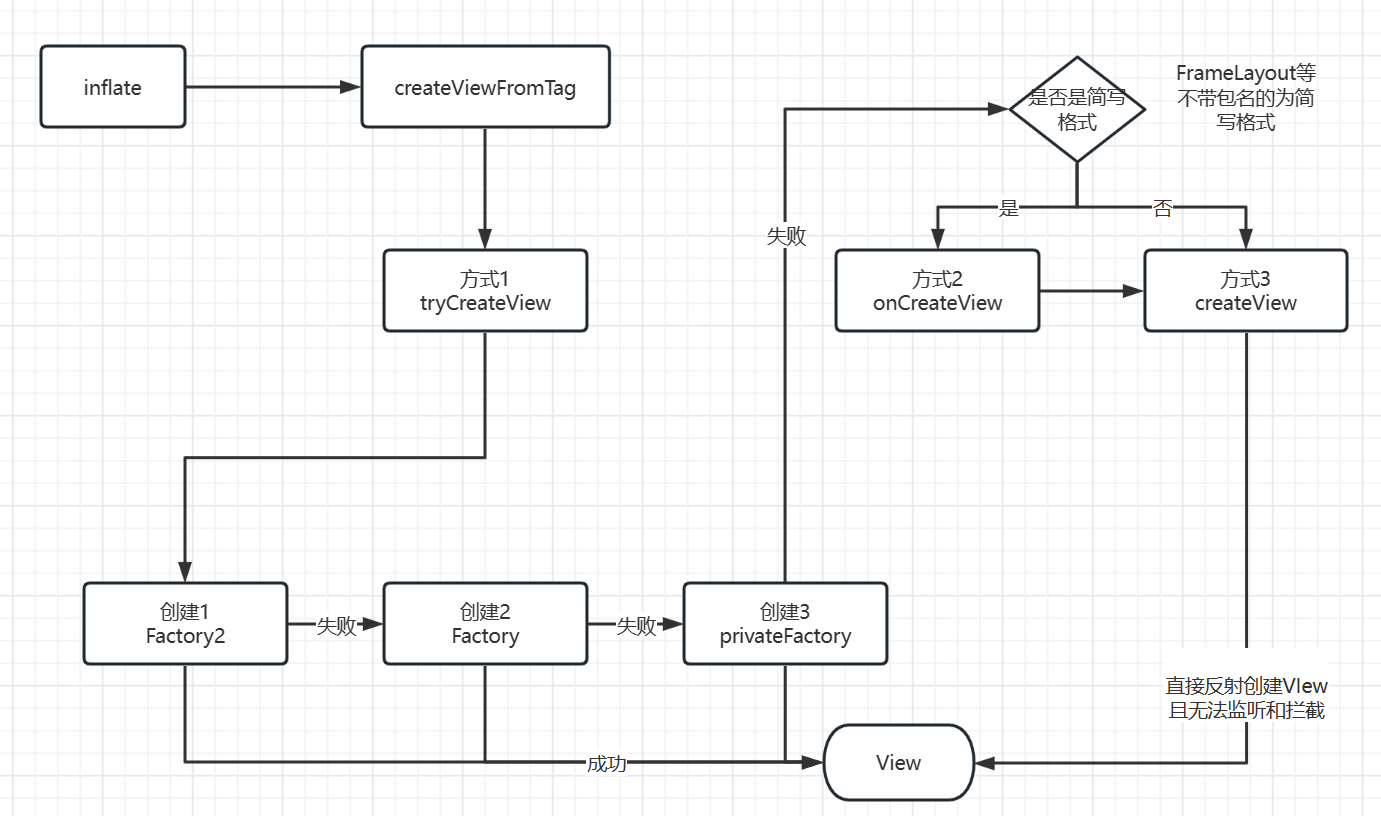 inflate
createViewFromTag
是否是简写
格式
FrameLayout等
不带包名的为简
写格式
是
否
失败
方式1
tryCreateView
方式2
onCreateView
方式3
createView
创建1
Factory2
失败
创建2
Factory
失败
创建3
privateFactory
直接反射创建VIew
且无法监听和拦截
成功
View